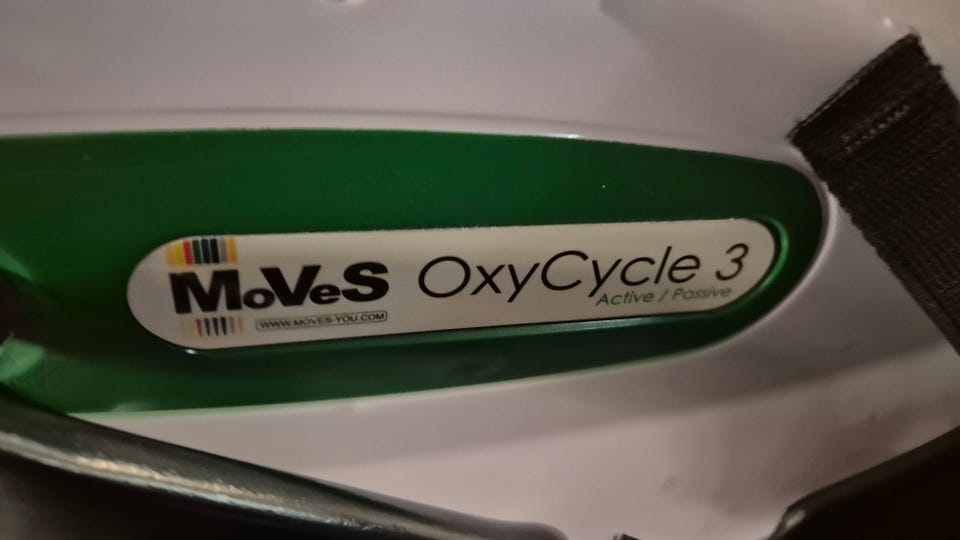 MoVeS
WWW.MOVES-YOU.COM
OxyCycle 3
Active / Passive